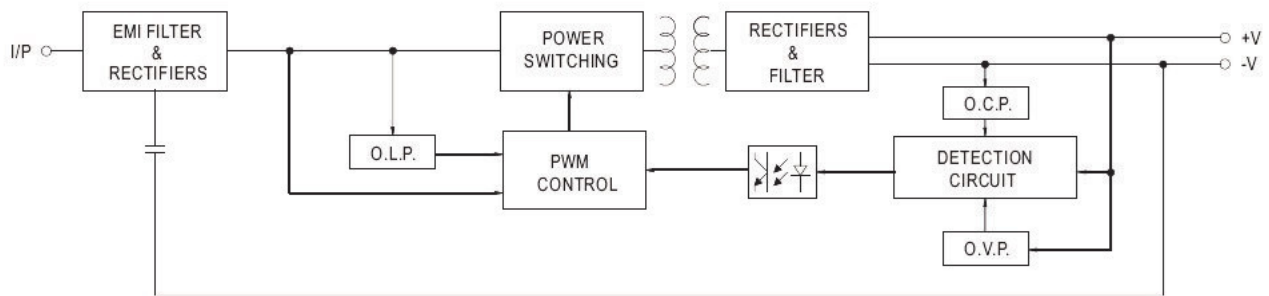 I/P
EMI FILTER
&
RECTIFIERS
POWER
SWITCHING
RECTIFIERS
&
FILTER
+V
-V
O.C.P.
O.L.P.
PWM
CONTROL
DETECTION
CIRCUIT
O.V.P.